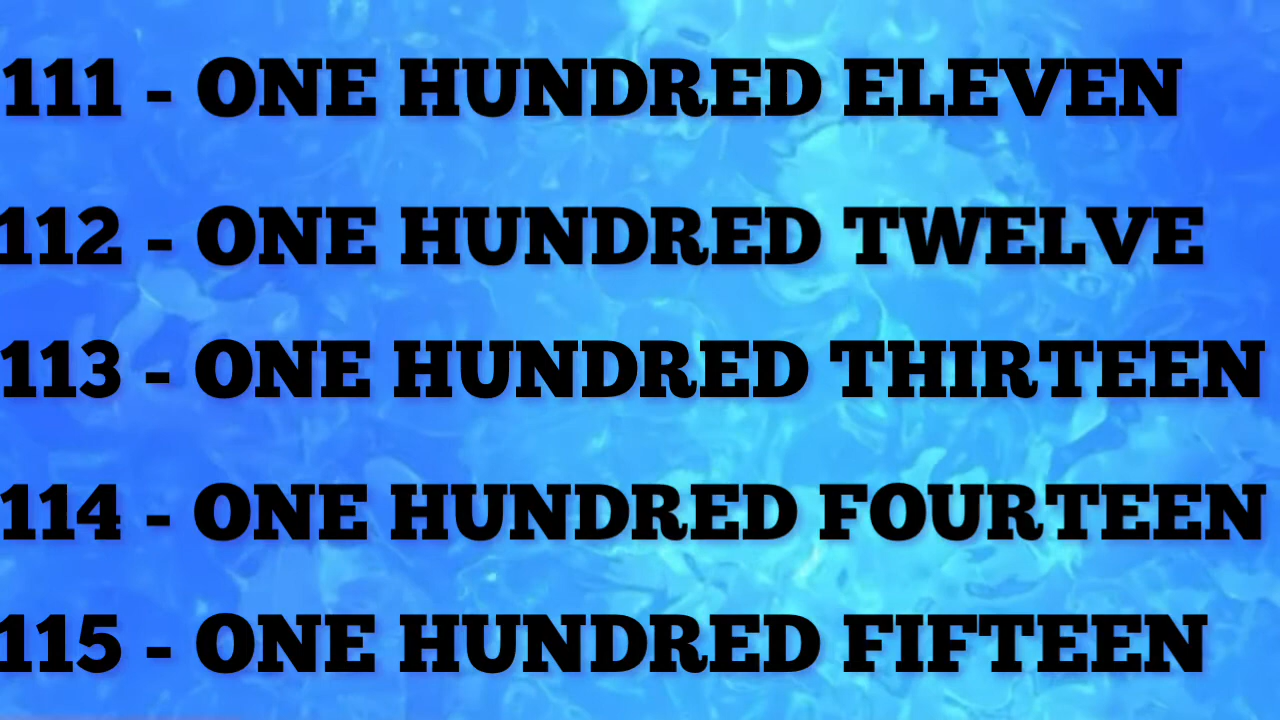 111 - ONE HUNDRED ELEVEN
112 - ONE HUNDRED TWELVE
113 - ONE HUNDRED THIRTEEN
114 - ONE HUNDRED FOURTEEN
115 - ONE HUNDRED FIFTEEN